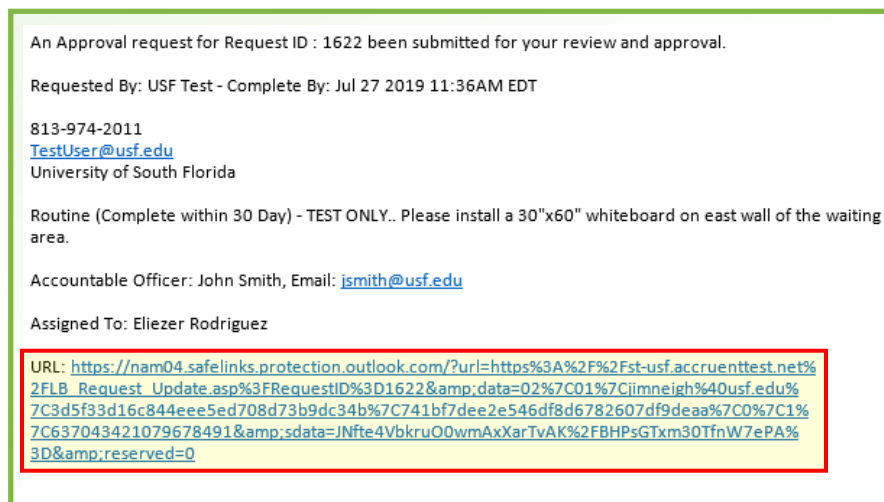 An Approval request for Request ID : 1622 been submitted for your review and approval.
Requested By: USF Test - Complete By: Jul 27 2019 11:36AM EDT
813-974-2011
TestUser@usf.edu
University of South Florida
Routine (Complete within 30 Day) - TEST ONLY.. Please install a 30"x60" whiteboard on east wall of the waiting
area.
Accountable Officer: John Smith, Email: jsmith@usf.edu
Assigned To: Eliezer Rodriguez
URL: https://nam04.safelinks.protection.outlook.com/?url=https%3A%2F%2Fst-usf.accruenttest.net%
2FLB_Request_Update.asp%3FRequestID%3D1622&amp;data=02%7C01%7Cjimneigh%40usf.edu%
7C3d5f33d16c844eee5ed708d73b9dc34b%7C741bf7dee2e546df8d6782607df9deaa%7C0%7C1%
7C637043421079678491&amp;sdata=JNfte4VbkruO0wmAxXarTvAK%2FBHPsGTxm30TfnW7ePA%
3D&amp;reserved=0